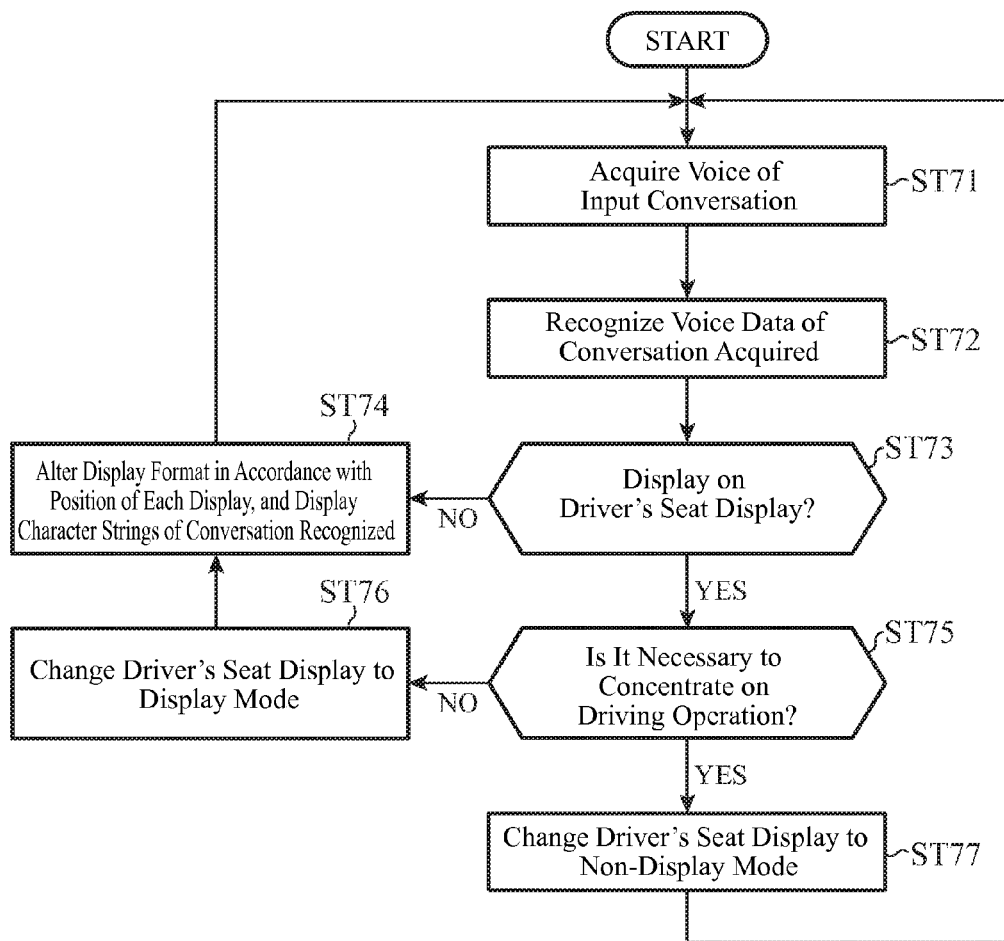 START
Acquire Voice of
Input Conversation
ST71
Recognize Voice Data of
Conversation Acquired
ST72
ST74
Alter Display Format in Accordance with
Position of Each Display, and Display
Character Strings of Conversation Recognized
NO
Display on
Driver's Seat Display?
ST73
YES
ST76
Change Driver's Seat Display to
Display Mode
NO
Is It Necessary to
Concentrate on
Driving Operation?
ST75
YES
Change Driver's Seat Display to
Non-Display Mode
ST77